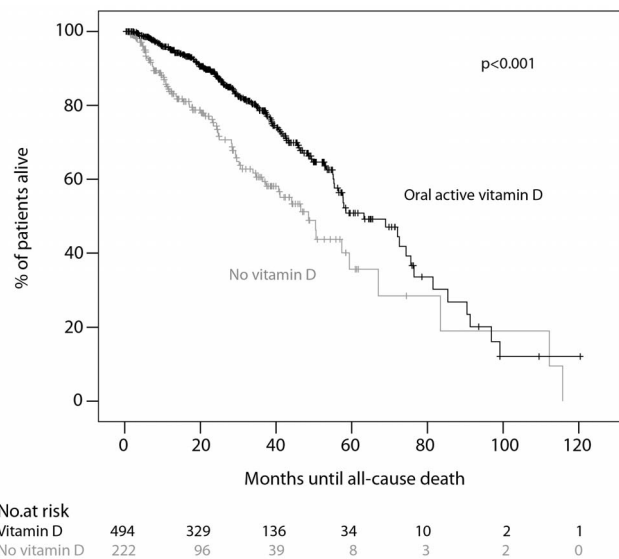 100
80
60
40
20
0
% of patients alive
p<0.001
Oral active vitamin D
No vitamin D
0 20 40 60 80 100 120
Months until all-cause death
No.at risk
Vitamin D 494 329 136 34 10 2 1
No vitamin D 222 96 39 8 3 2 0